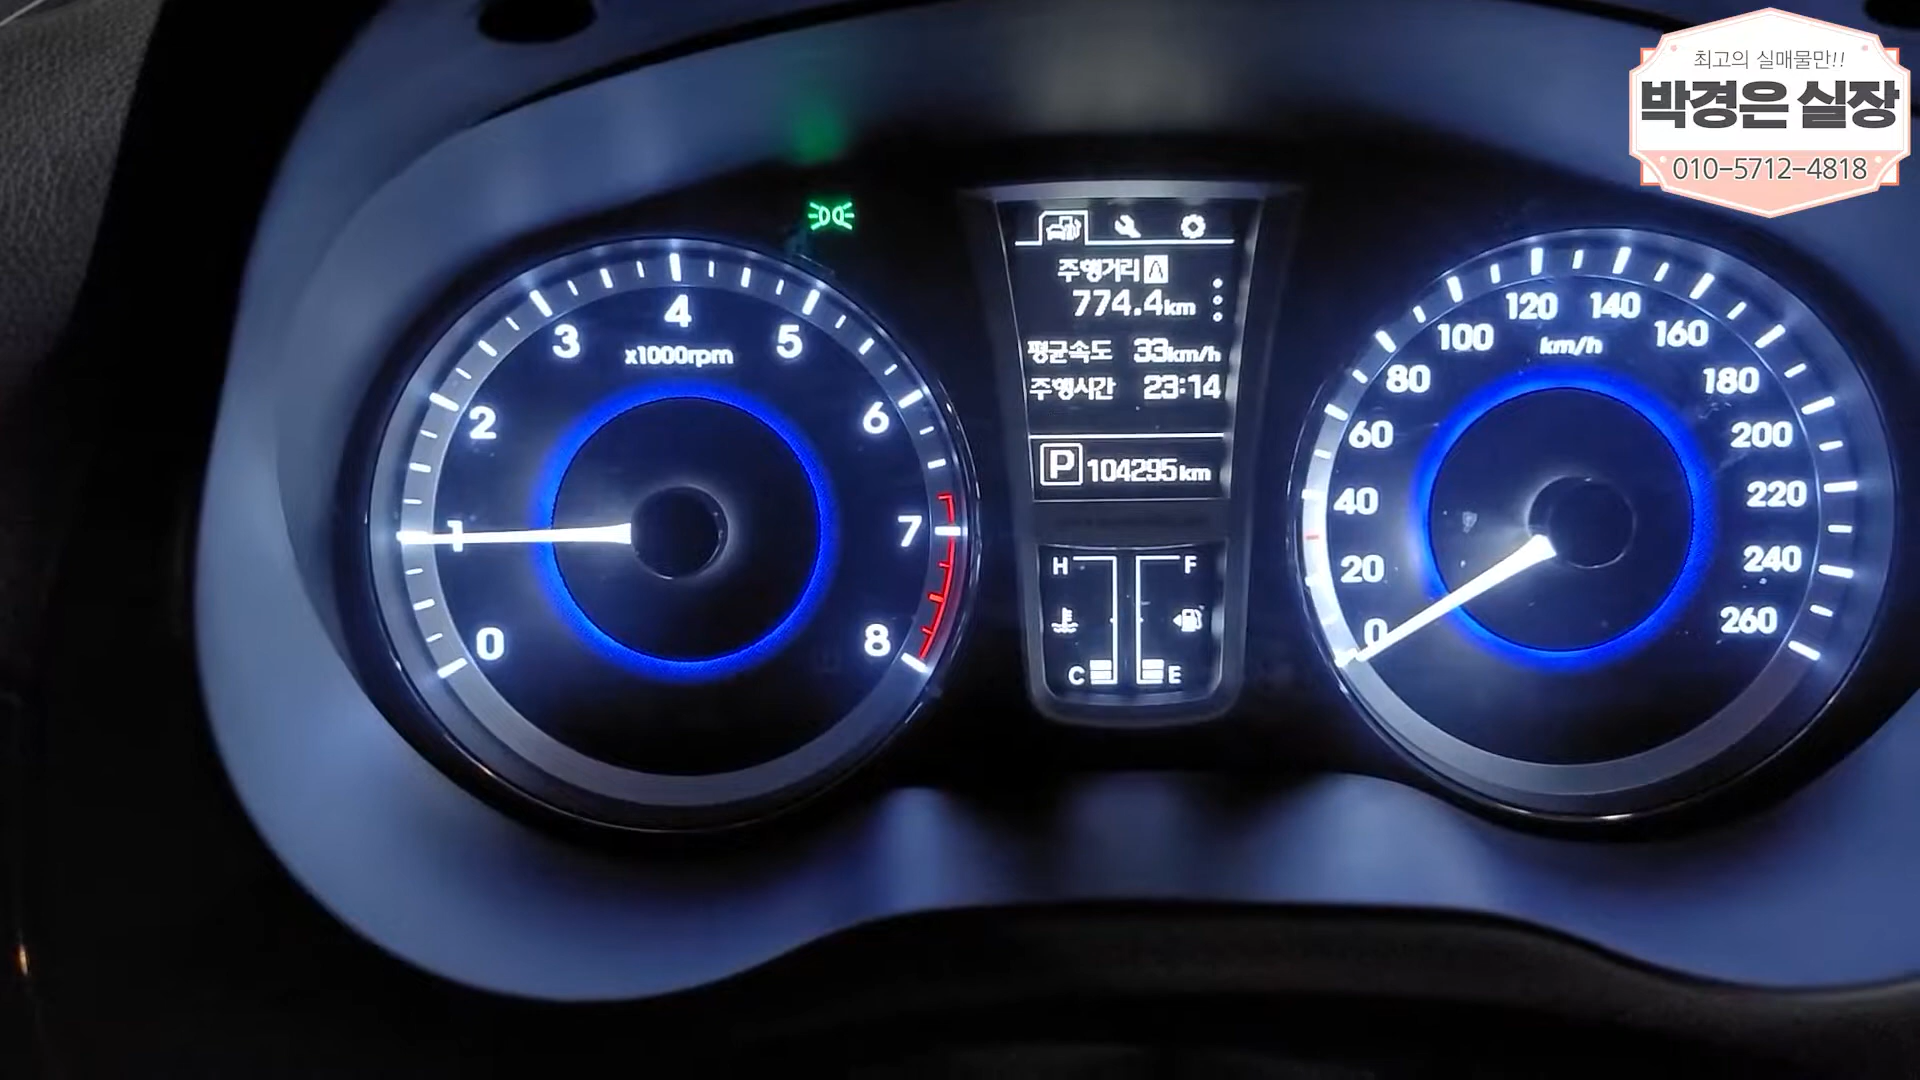 최고의 실매물만!!
박경은 실장
010-5712-4818
주행거리 A
774.4km
평균속도 33km/h
주행시간 23:14
P 104295km
H F
C E
0 1 2 3 4 5 6 7 8
x1000rpm
0 20 40 60 80 100 120 140 160 180 200 220 240 260
km/h